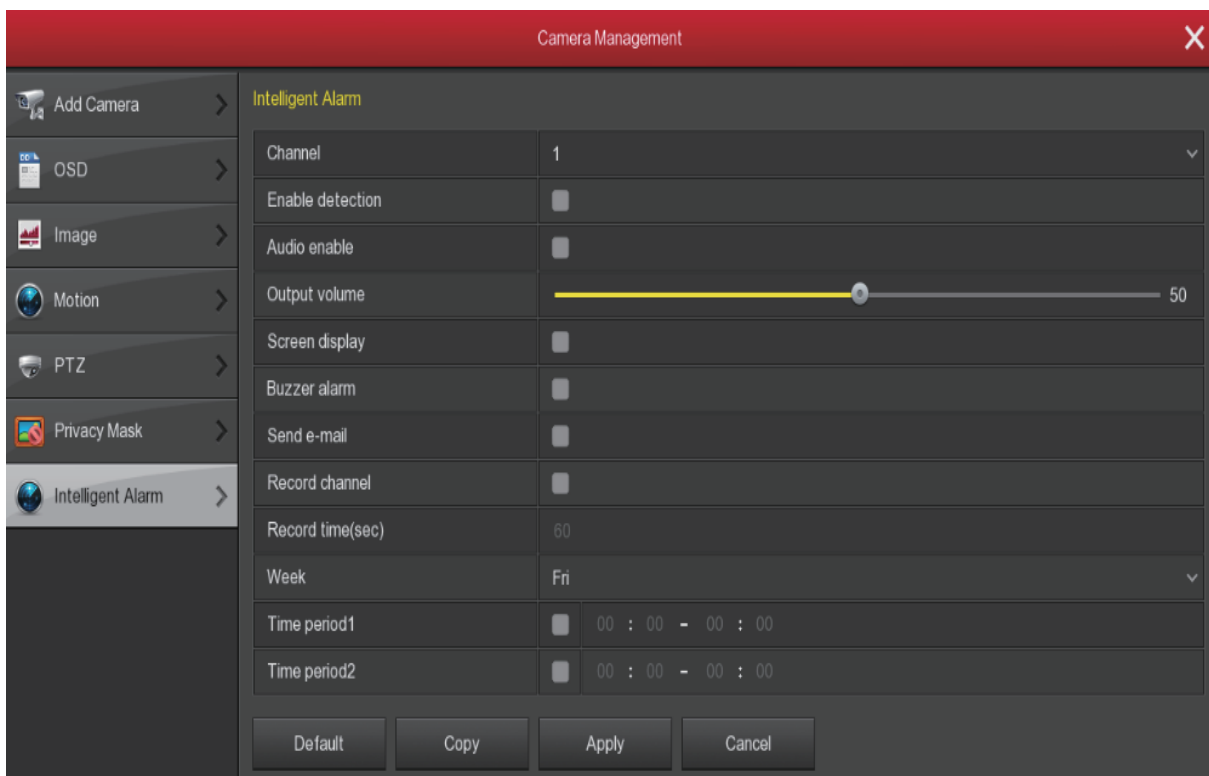 Camera Management
Add Camera
OSD
Image
Motion
PTZ
Privacy Mask
Intelligent Alarm
Intelligent Alarm
Channel 1
Enable detection
Audio enable
Output volume 50
Screen display
Buzzer alarm
Send e-mail
Record channel
Record time(sec) 60
Week Fri
Time period1 00 : 00 - 00 : 00
Time period2 00 : 00 - 00 : 00
Default Copy Apply Cancel